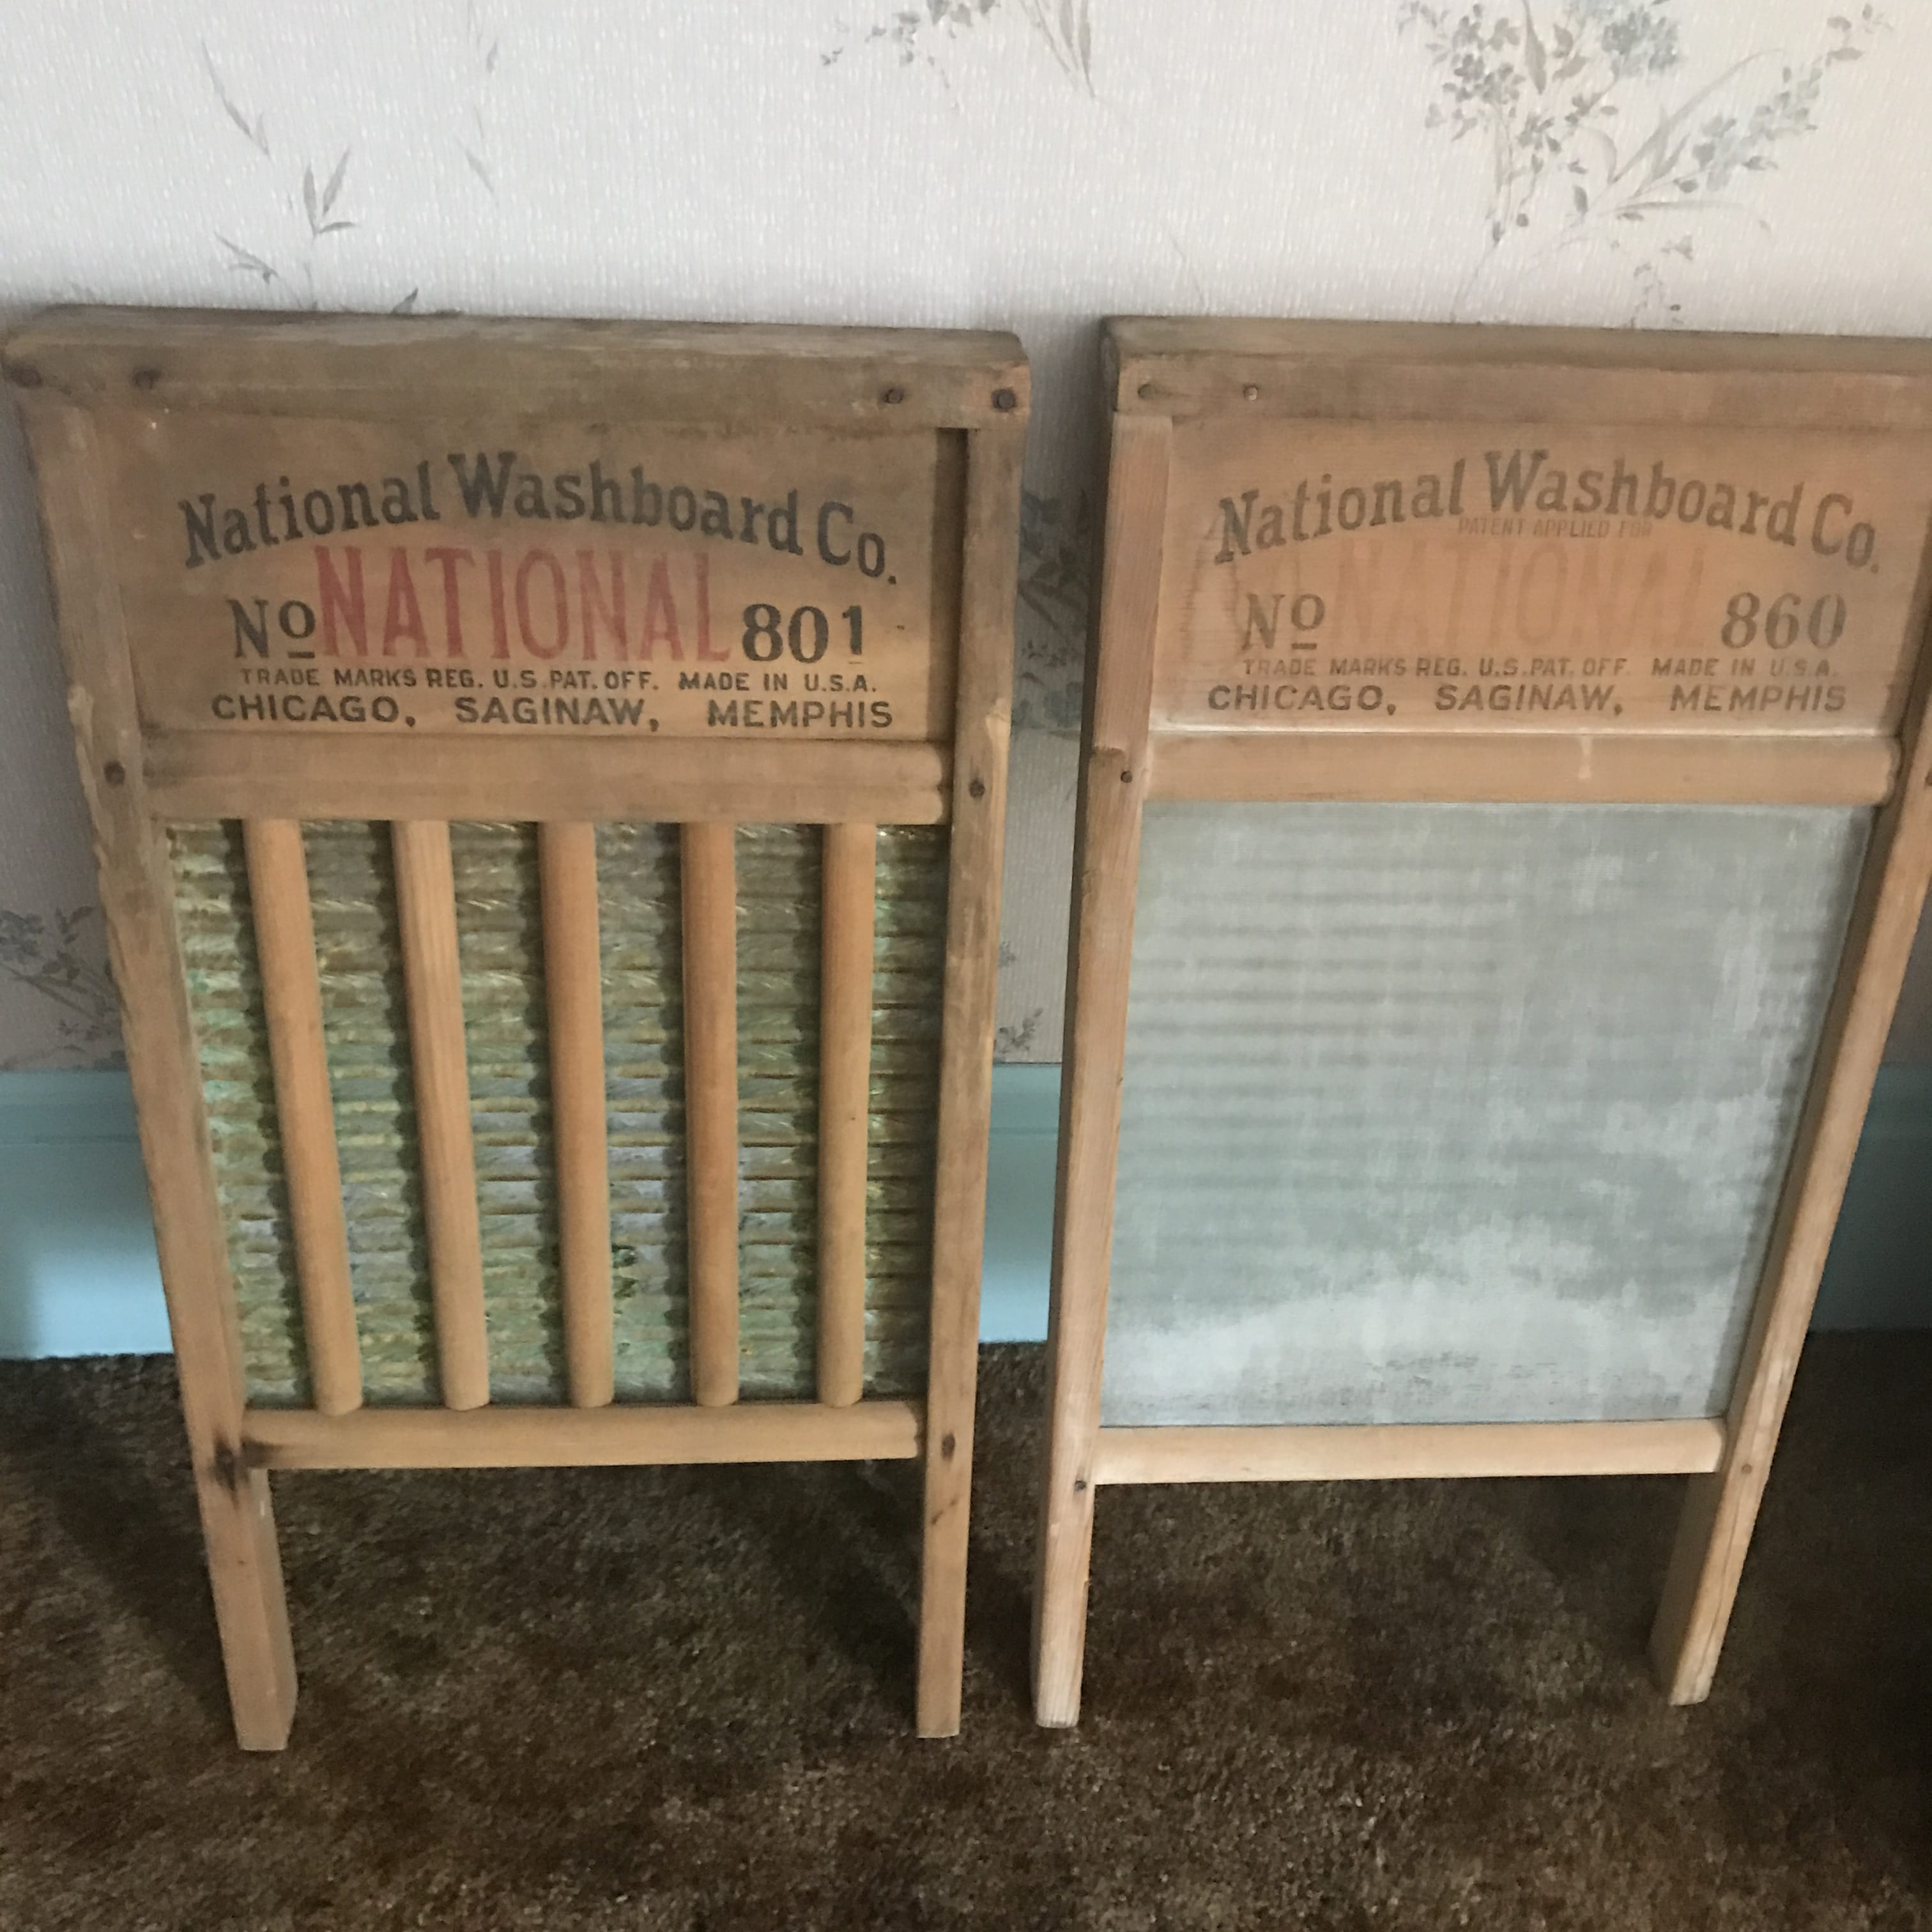 National Washboard Co.
No NATIONAL 801
TRADE MARKS REG. U.S. PAT. OFF. MADE IN U.S.A.
CHICAGO, SAGINAW, MEMPHIS
National Washboard Co.
PATENT APPLIED FOR
No NATIONAL 860
TRADE MARKS REG. U.S. PAT. OFF. MADE IN U.S.A.
CHICAGO, SAGINAW, MEMPHIS